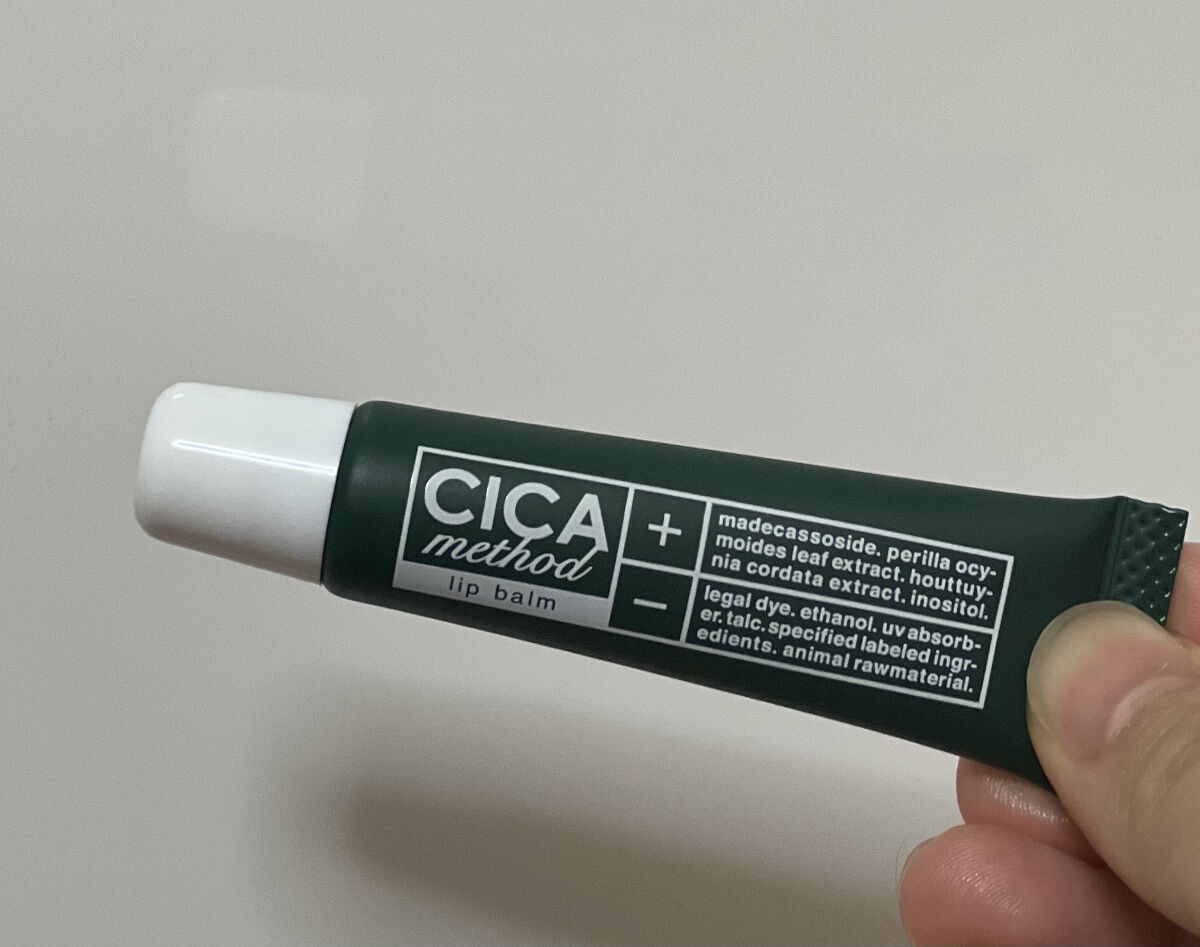 CICA
method
lip balm
+
madecassoside. perilla ocy-
moides leaf extract. houttuy-
nia cordata extract. inositol.
−
legal dye. ethanol. uv absorb-
er. talc. specified labeled ingr-
edients. animal rawmaterial.